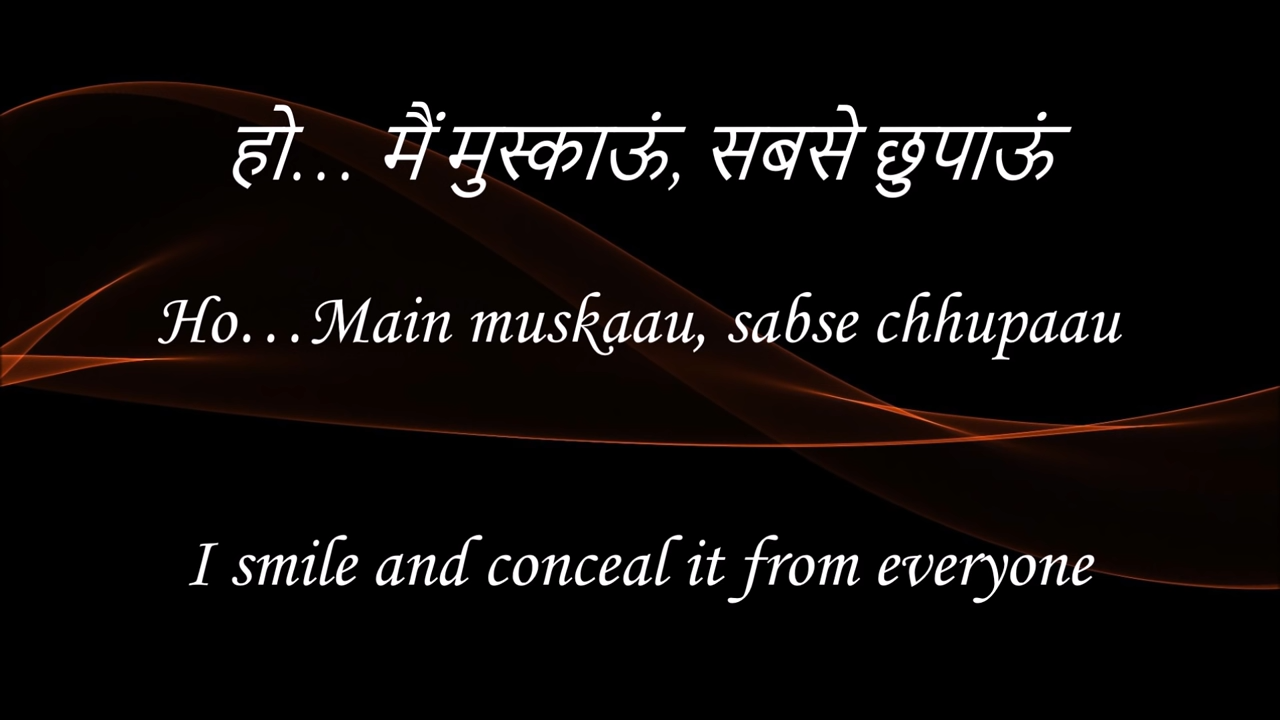 हो... मैं मुस्काऊं, सबसे छुपाऊं
Ho...Main muskaau, sabse chhupaau
I smile and conceal it from everyone